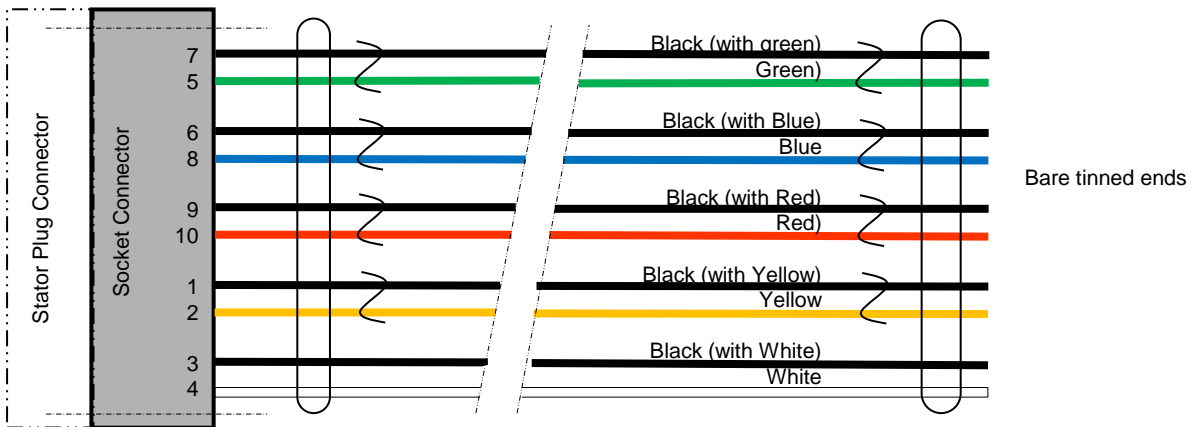 Stator Plug Connector
Socket Connector
7 Black (with green)
5 Green)
6 Black (with Blue)
8 Blue
9 Black (with Red)
10 Red)
1 Black (with Yellow)
2 Yellow
3 Black (with White)
4 White
Bare tinned ends